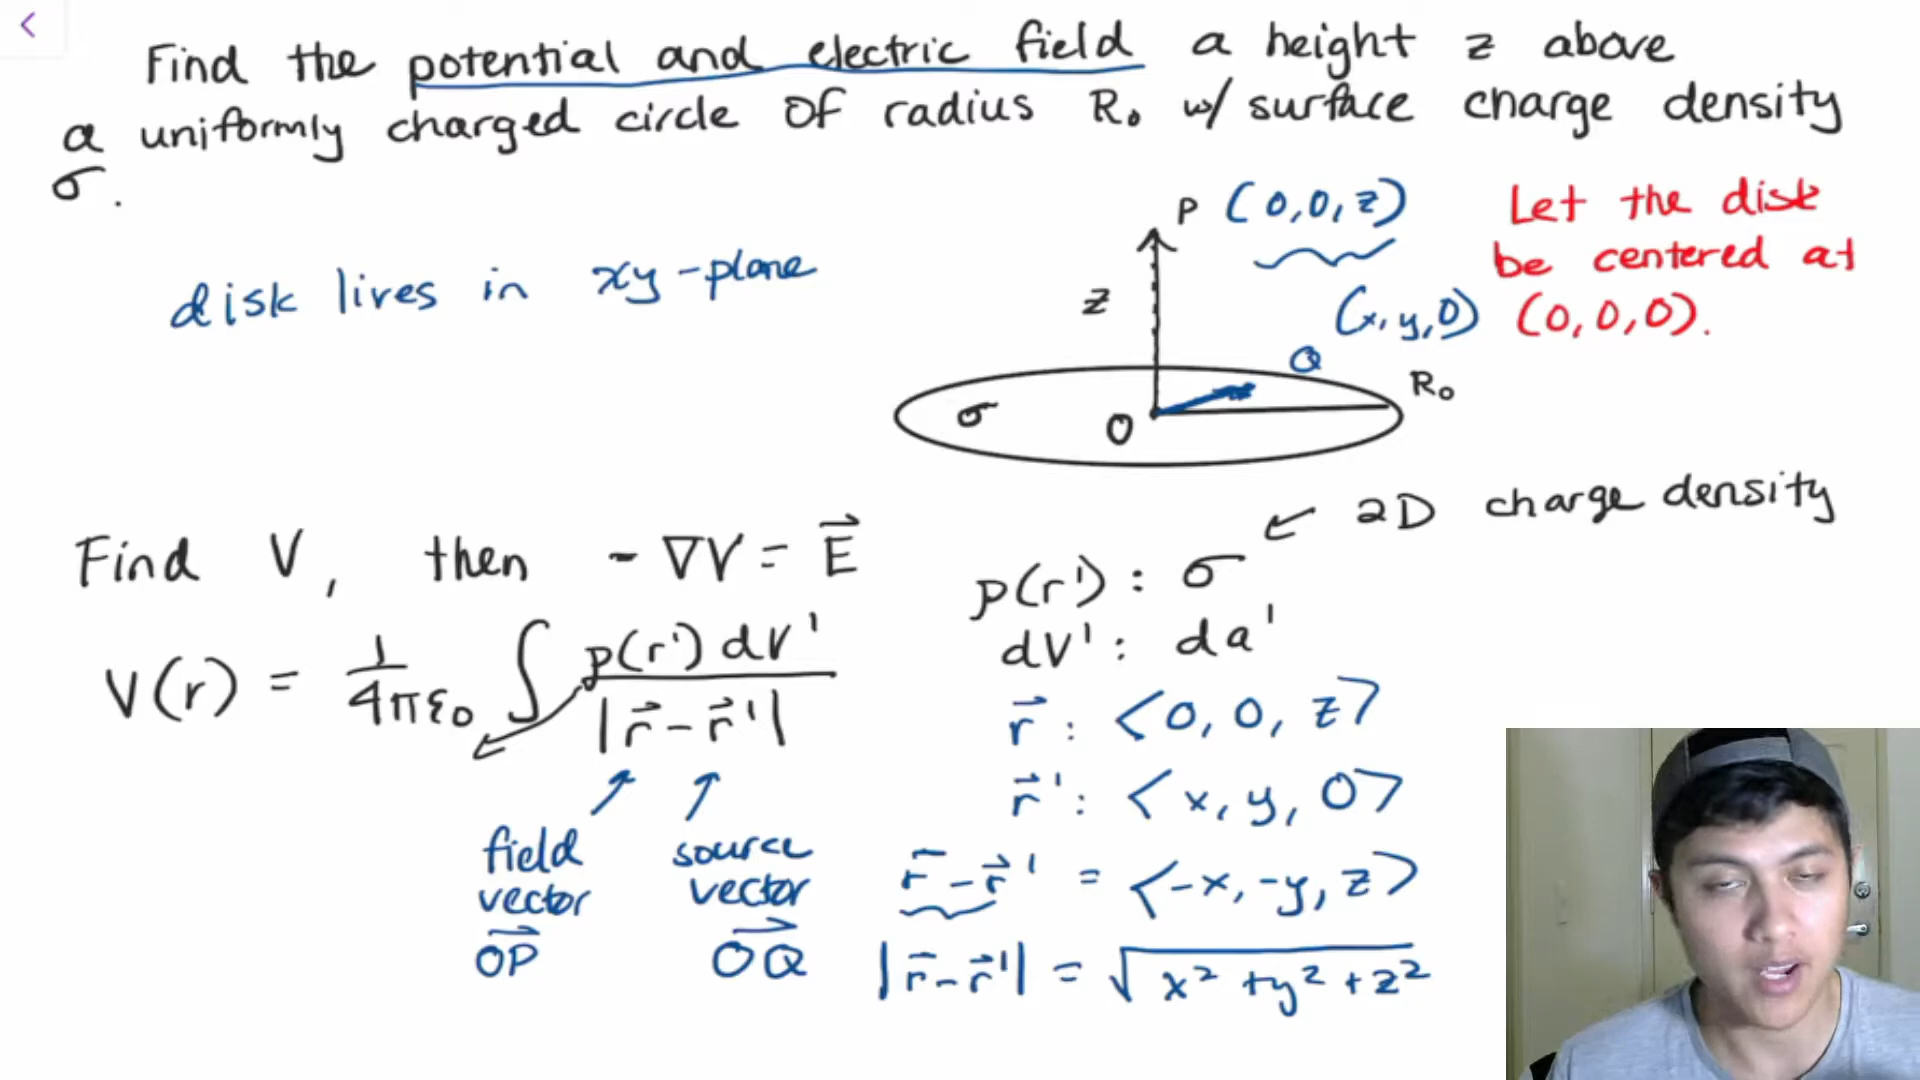 Find the potential and electric field a height z above
a uniformly charged circle of radius R₀ w/ surface charge density
σ.
P (0,0,z)
Let the disk
be centered at
(0,0,0).
disk lives in xy-plane
z
(x,y,0)
Q
R₀
σ
O
2D charge density
Find V, then -∇V = E⃗
ρ(r') : σ
dV' : da'
V(r) = 1/4πε₀ ∫ ρ(r') dV' / |r⃗ - r⃗'|
r⃗ : <0, 0, z>
r⃗' : <x, y, 0>
field vector OP⃗
source vector OQ⃗
r⃗ - r⃗' = <-x, -y, z>
|r⃗ - r⃗'| = √x² + y² + z²